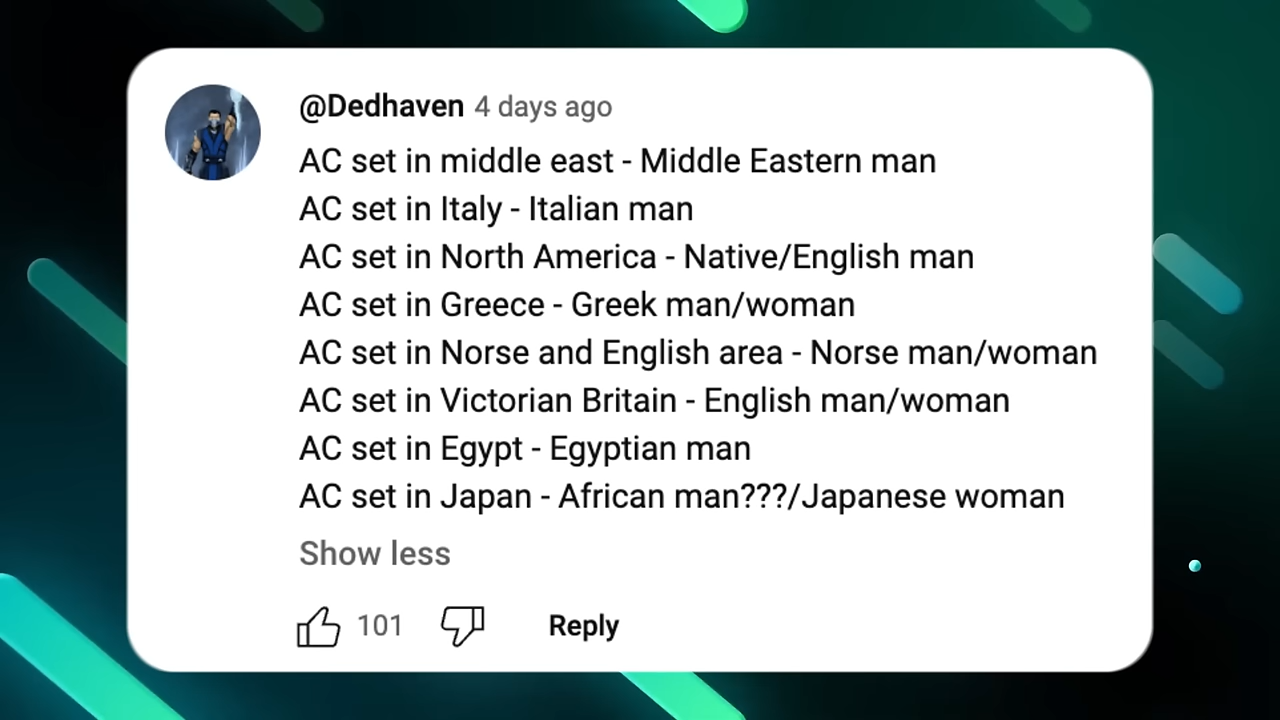 @Dedhaven 4 days ago
AC set in middle east - Middle Eastern man
AC set in Italy - Italian man
AC set in North America - Native/English man
AC set in Greece - Greek man/woman
AC set in Norse and English area - Norse man/woman
AC set in Victorian Britain - English man/woman
AC set in Egypt - Egyptian man
AC set in Japan - African man???/Japanese woman
Show less
101 Reply